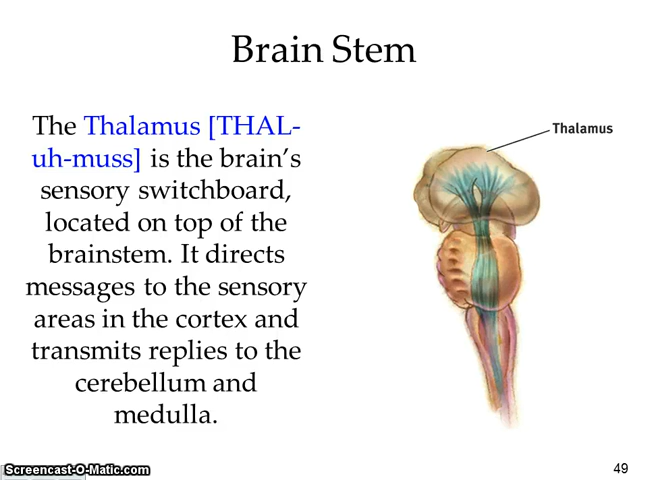 Brain Stem
The Thalamus [THAL-
uh-muss] is the brain’s
sensory switchboard,
located on top of the
brainstem. It directs
messages to the sensory
areas in the cortex and
transmits replies to the
cerebellum and
medulla.
Thalamus
Screencast-O-Matic.com
49